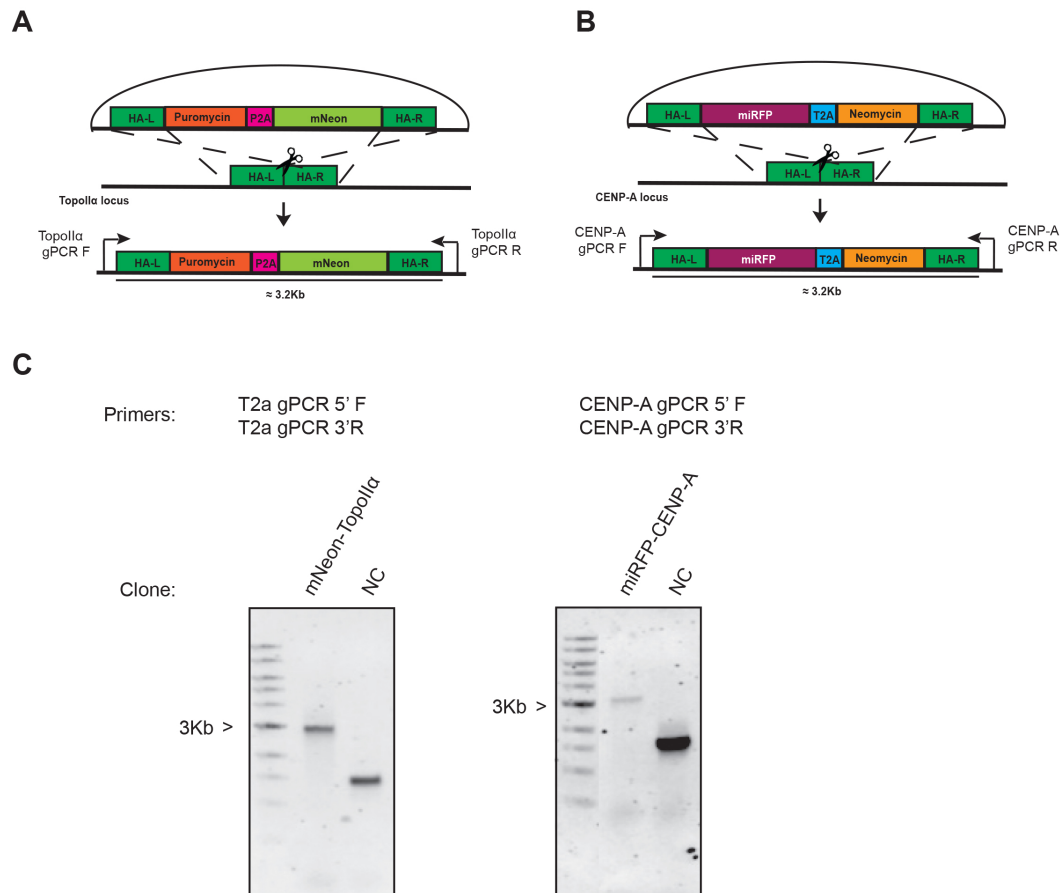 A
HA-L Puromycin P2A mNeon HA-R
HA-L HA-R
TopoIIα locus
TopoIIα
gPCR F
TopoIIα
gPCR R
HA-L Puromycin P2A mNeon HA-R
≈ 3.2Kb
B
HA-L miRFP T2A Neomycin HA-R
HA-L HA-R
CENP-A locus
CENP-A
gPCR F
CENP-A
gPCR R
HA-L miRFP T2A Neomycin HA-R
≈ 3.2Kb
C
Primers:
T2a gPCR 5' F
T2a gPCR 3'R
CENP-A gPCR 5' F
CENP-A gPCR 3'R
Clone:
mNeon-TopoIIα
NC
miRFP-CENP-A
NC
3Kb >
3Kb >